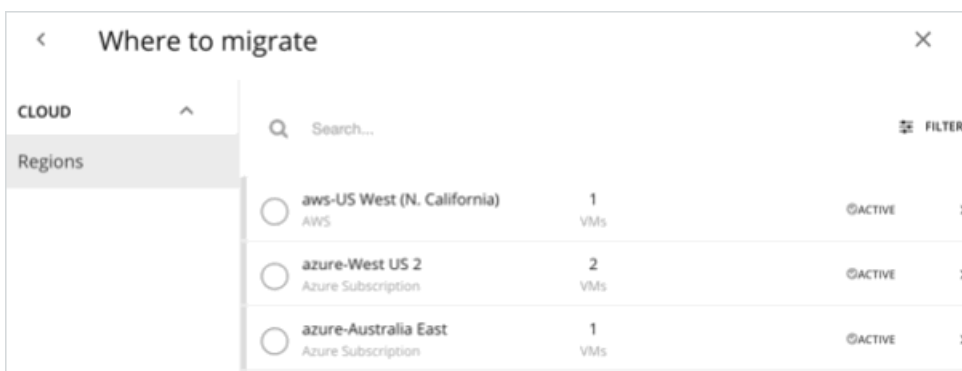 Where to migrate
CLOUD
Regions
Search...
FILTER
aws-US West (N. California)
AWS
1
VMs
ACTIVE
azure-West US 2
Azure Subscription
2
VMs
ACTIVE
azure-Australia East
Azure Subscription
1
VMs
ACTIVE